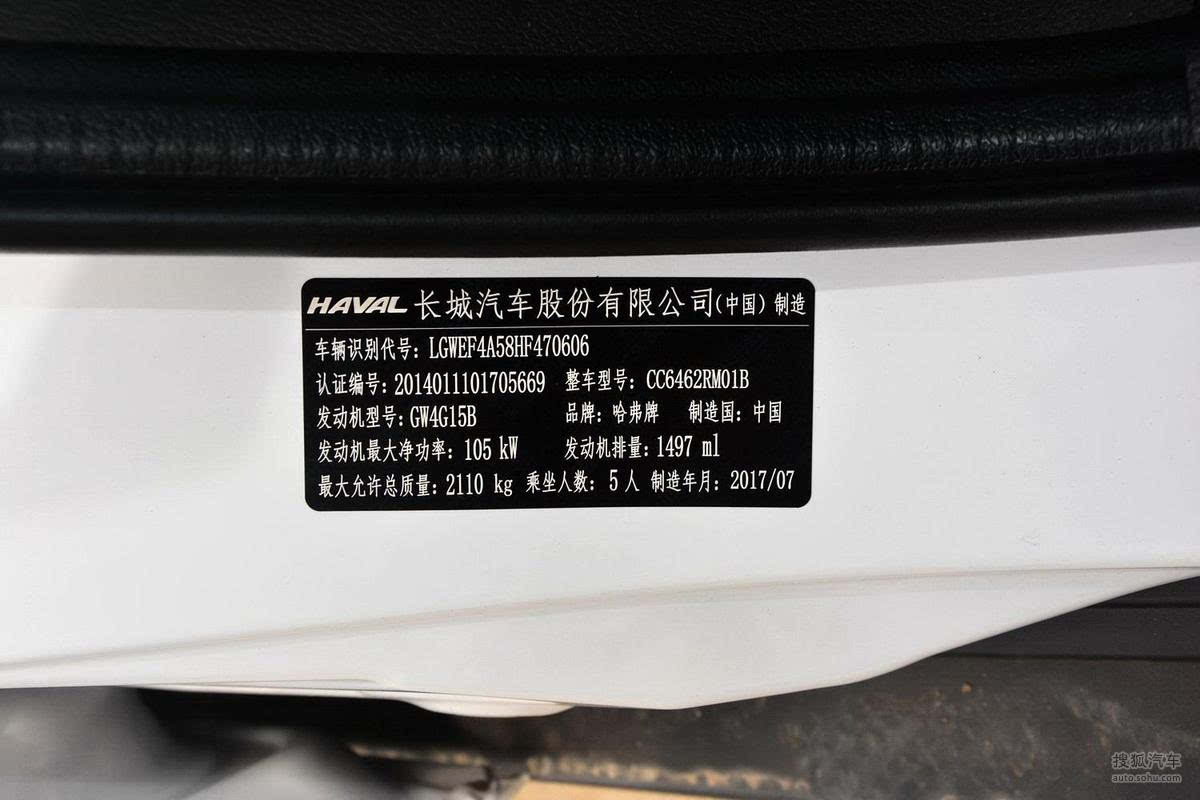 HAVAL 长城汽车股份有限公司(中国) 制造
车辆识别代号: LGWEF4A58HF470606
认证编号: 2014011101705669 整车型号: CC6462RM01B
发动机型号: GW4G15B 品牌: 哈弗牌 制造国: 中国
发动机最大净功率: 105 kW 发动机排量: 1497 ml
最大允许总质量: 2110 kg 乘坐人数: 5 人 制造年月: 2017/07
搜狐汽车
auto.sohu.com